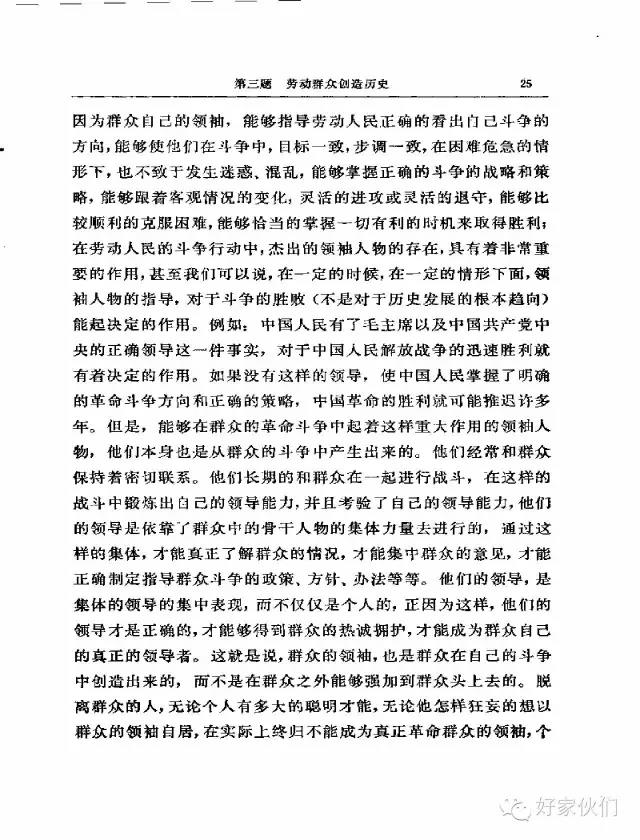 第三题 劳动群众创造历史 25
因为群众自己的领袖，能够指导劳动人民正确的看出自己斗争的
方向，能够使他们在斗争中，目标一致，步调一致，在困难危急的情
形下，也不致于发生迷惑、混乱，能够掌握正确的斗争的战略和策
略，能够跟着客观情况的变化，灵活的进攻或灵活的退守，能够比
较顺利的克服困难，能够恰当的掌握一切有利的时机来取得胜利；
在劳动人民的斗争行动中，杰出的领袖人物的存在，具有着非常重
要的作用，甚至我们可以说，在一定的时候，在一定的情形下面，领
袖人物的指导，对于斗争的胜败（不是对于历史发展的根本趋向）
能起决定的作用。例如：中国人民有了毛主席以及中国共产党中
央的正确领导这一件事实，对于中国人民解放战争的迅速胜利就
有着决定的作用。如果没有这样的领导，使中国人民掌握了明确
的革命斗争方向和正确的策略，中国革命的胜利就可能推迟许多
年。但是，能够在群众的革命斗争中起着这样重大作用的领袖人
物，他们本身也是从群众的斗争中产生出来的。他们经常和群众
保持着密切联系。他们长期的和群众在一起进行战斗，在这样的
战斗中锻炼出自己的领导能力，并且考验了自己的领导能力，他们
的领导是依靠了群众中的骨干人物的集体力量去进行的，通过这
样的集体，才能真正了解群众的情况，才能集中群众的意见，才能
正确制定指导群众斗争的政策、方针、办法等等。他们的领导，是
集体的领导的集中表现，而不仅仅是个人的，正因为这样，他们的
领导才是正确的，才能够得到群众的热诚拥护，才能成为群众自己
的真正的领导者。这就是说，群众的领袖，也是群众在自己的斗争
中创造出来的，而不是在群众之外能够强加到群众头上去的。脱
离群众的人，无论个人有多大的聪明才能，无论他怎样狂妄的想以
群众的领袖自居，在实际上终归不能成为真正革命群众的领袖，个
好家伙们